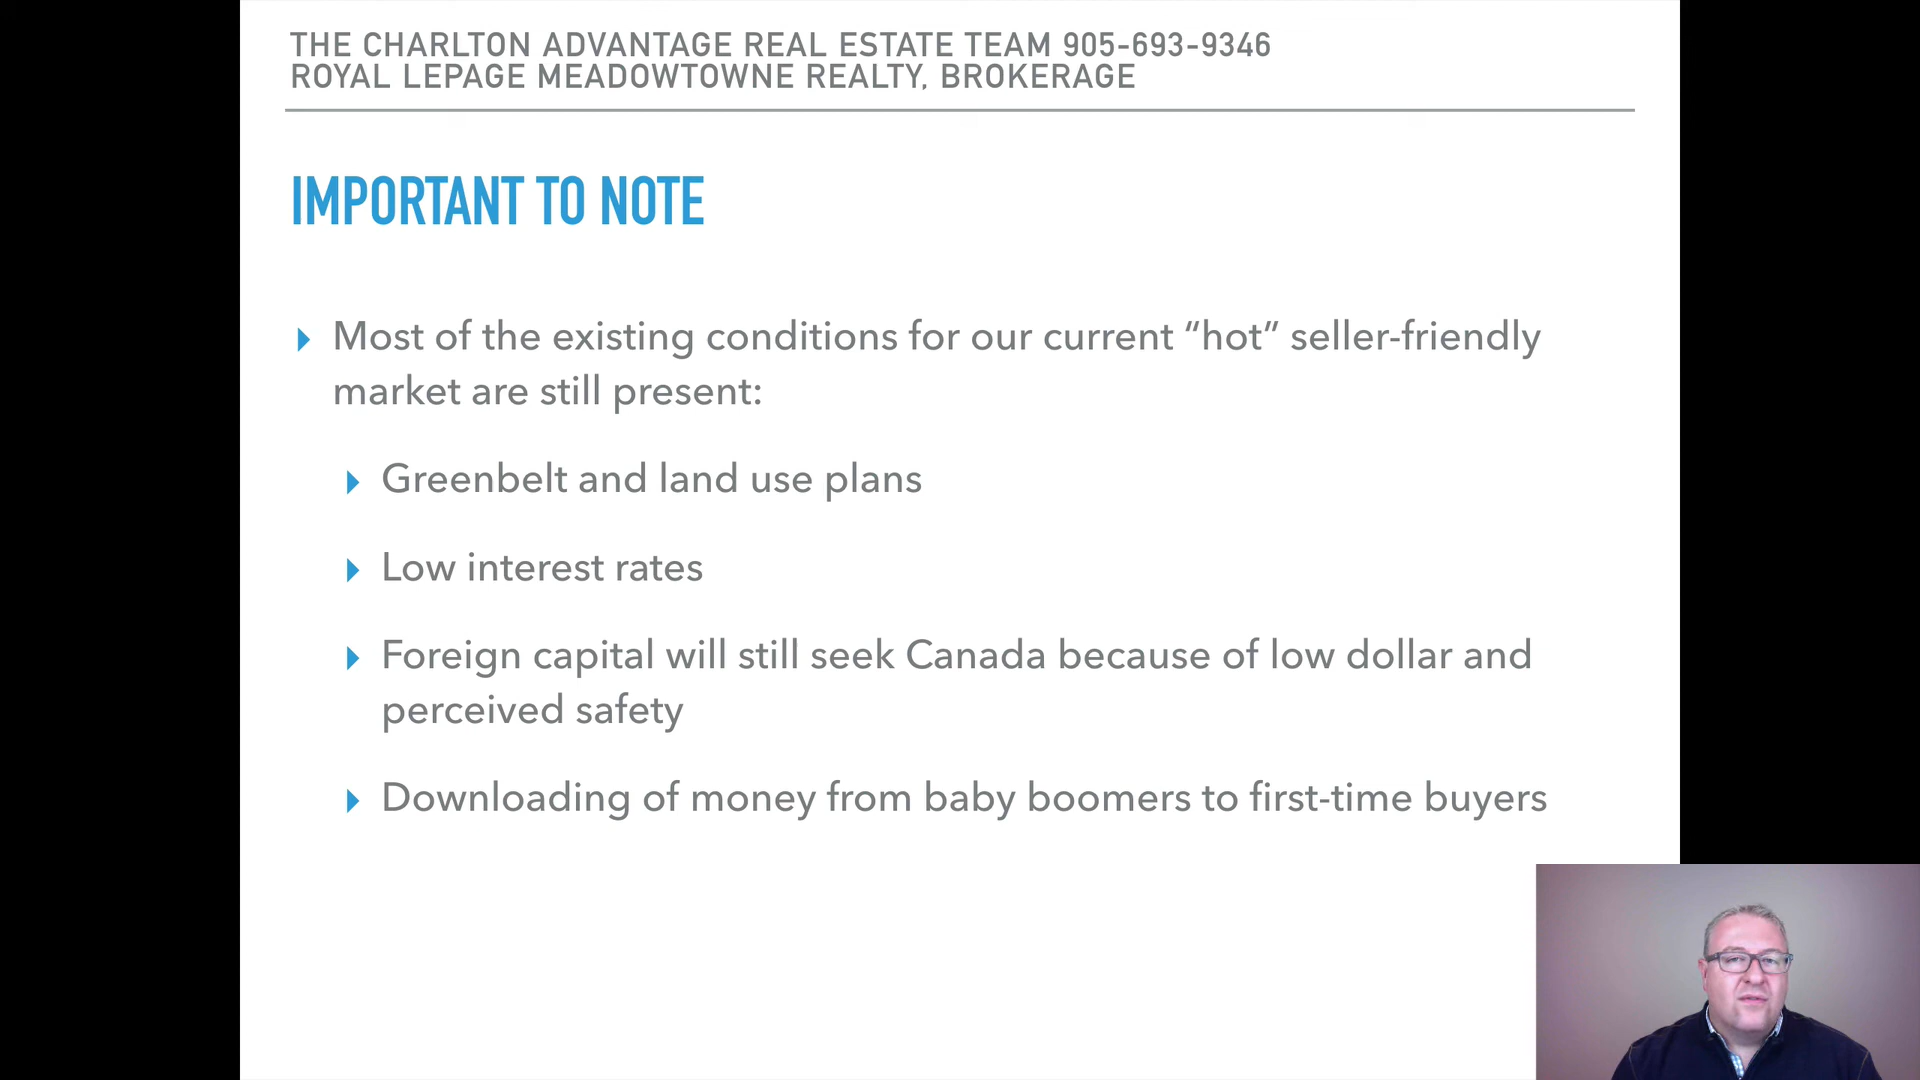 THE CHARLTON ADVANTAGE REAL ESTATE TEAM 905-693-9346
ROYAL LEPAGE MEADOWTOWNE REALTY, BROKERAGE
IMPORTANT TO NOTE
Most of the existing conditions for our current “hot” seller-friendly
market are still present:
Greenbelt and land use plans
Low interest rates
Foreign capital will still seek Canada because of low dollar and
perceived safety
Downloading of money from baby boomers to first-time buyers